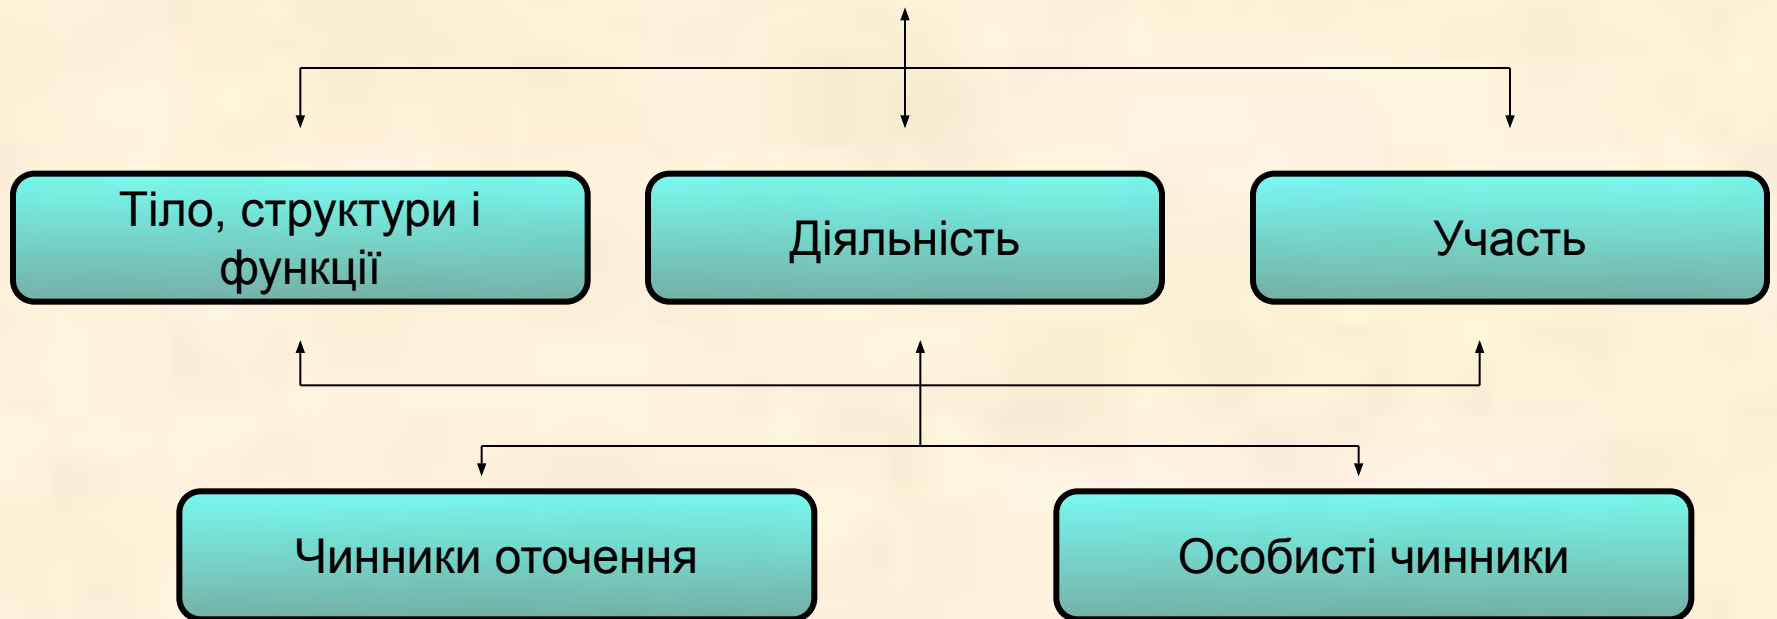 Тіло, структури і
функції
Діяльність
Участь
Чинники оточення
Особисті чинники